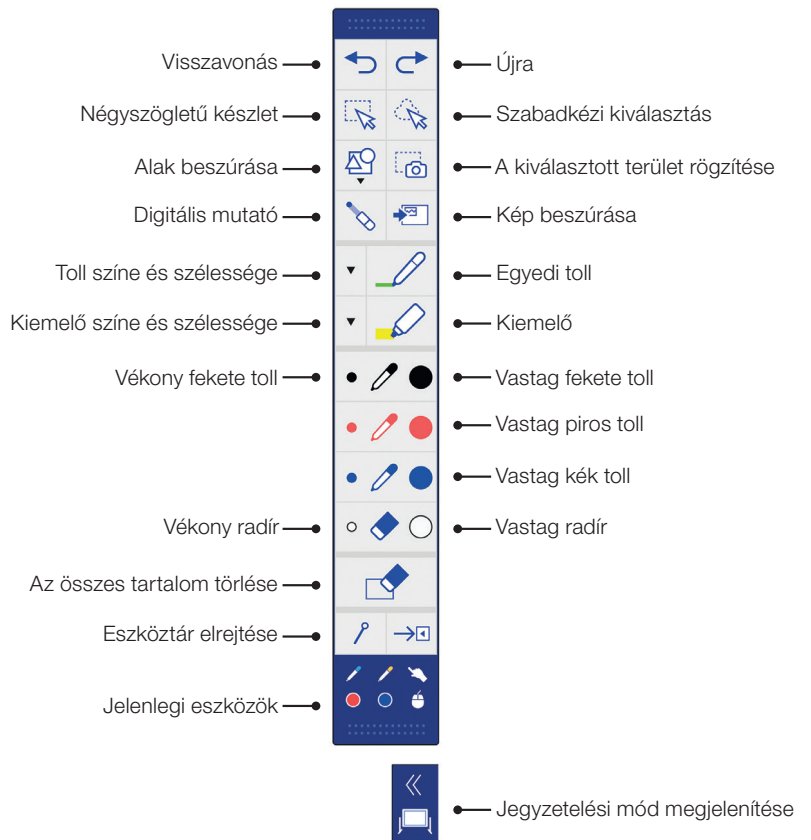 Visszavonás
Újra
Négyszögletű készlet
Szabadkézi kiválasztás
Alak beszúrása
A kiválasztott terület rögzítése
Digitális mutató
Kép beszúrása
Toll színe és szélessége
Egyedi toll
Kiemelő színe és szélessége
Kiemelő
Vékony fekete toll
Vastag fekete toll
Vastag piros toll
Vastag kék toll
Vékony radír
Vastag radír
Az összes tartalom törlése
Eszköztár elrejtése
Jelenlegi eszközök
Jegyzetelési mód megjelenítése